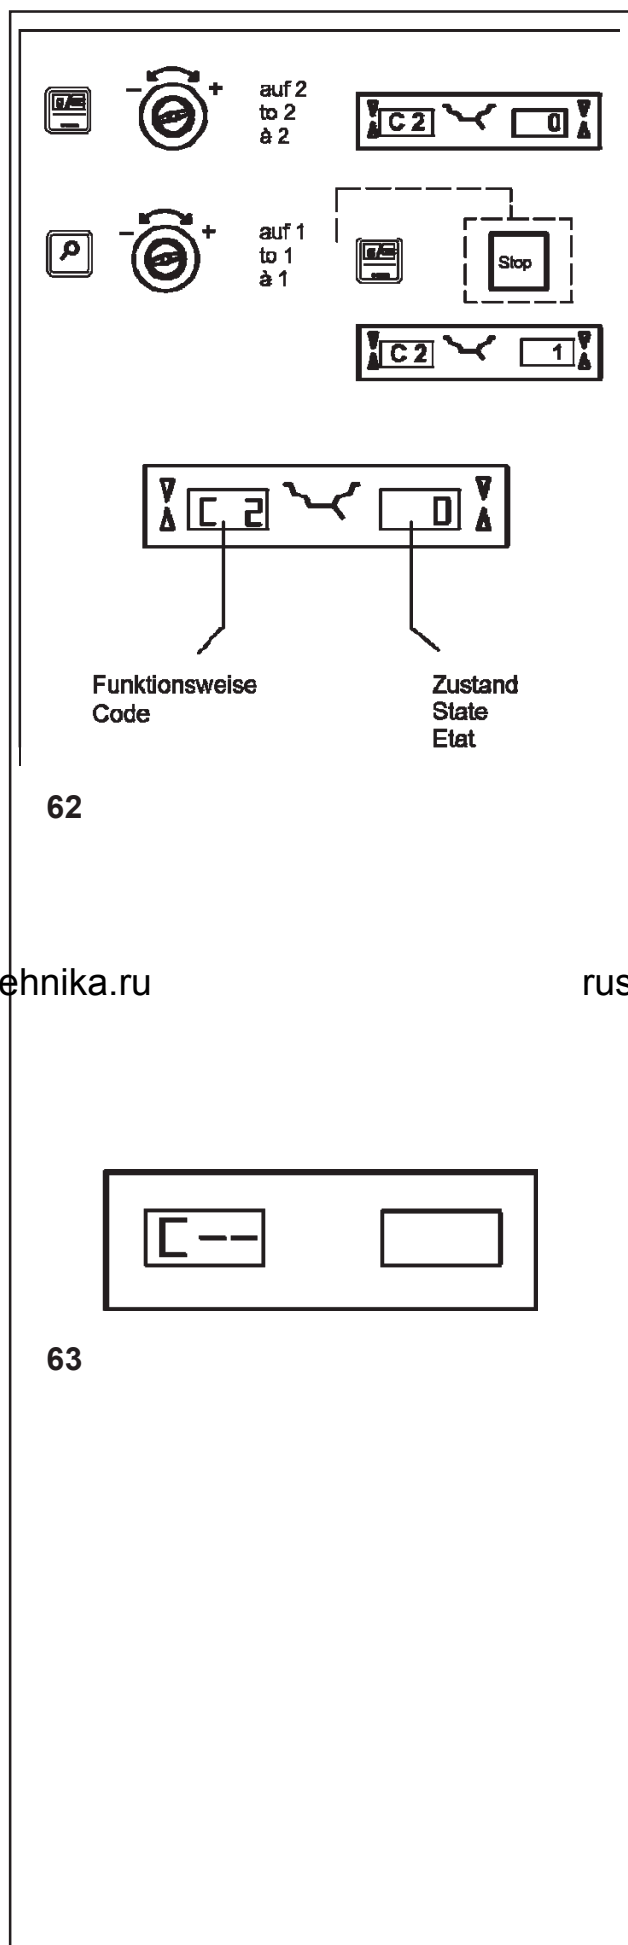 − +
auf 2
to 2
à 2
C 2 0
− +
auf 1
to 1
à 1
Stop
C 2 1
C 2 0
Funktionsweise
Code
Zustand
State
Etat
62
ehnika.ru
rus
C--
63